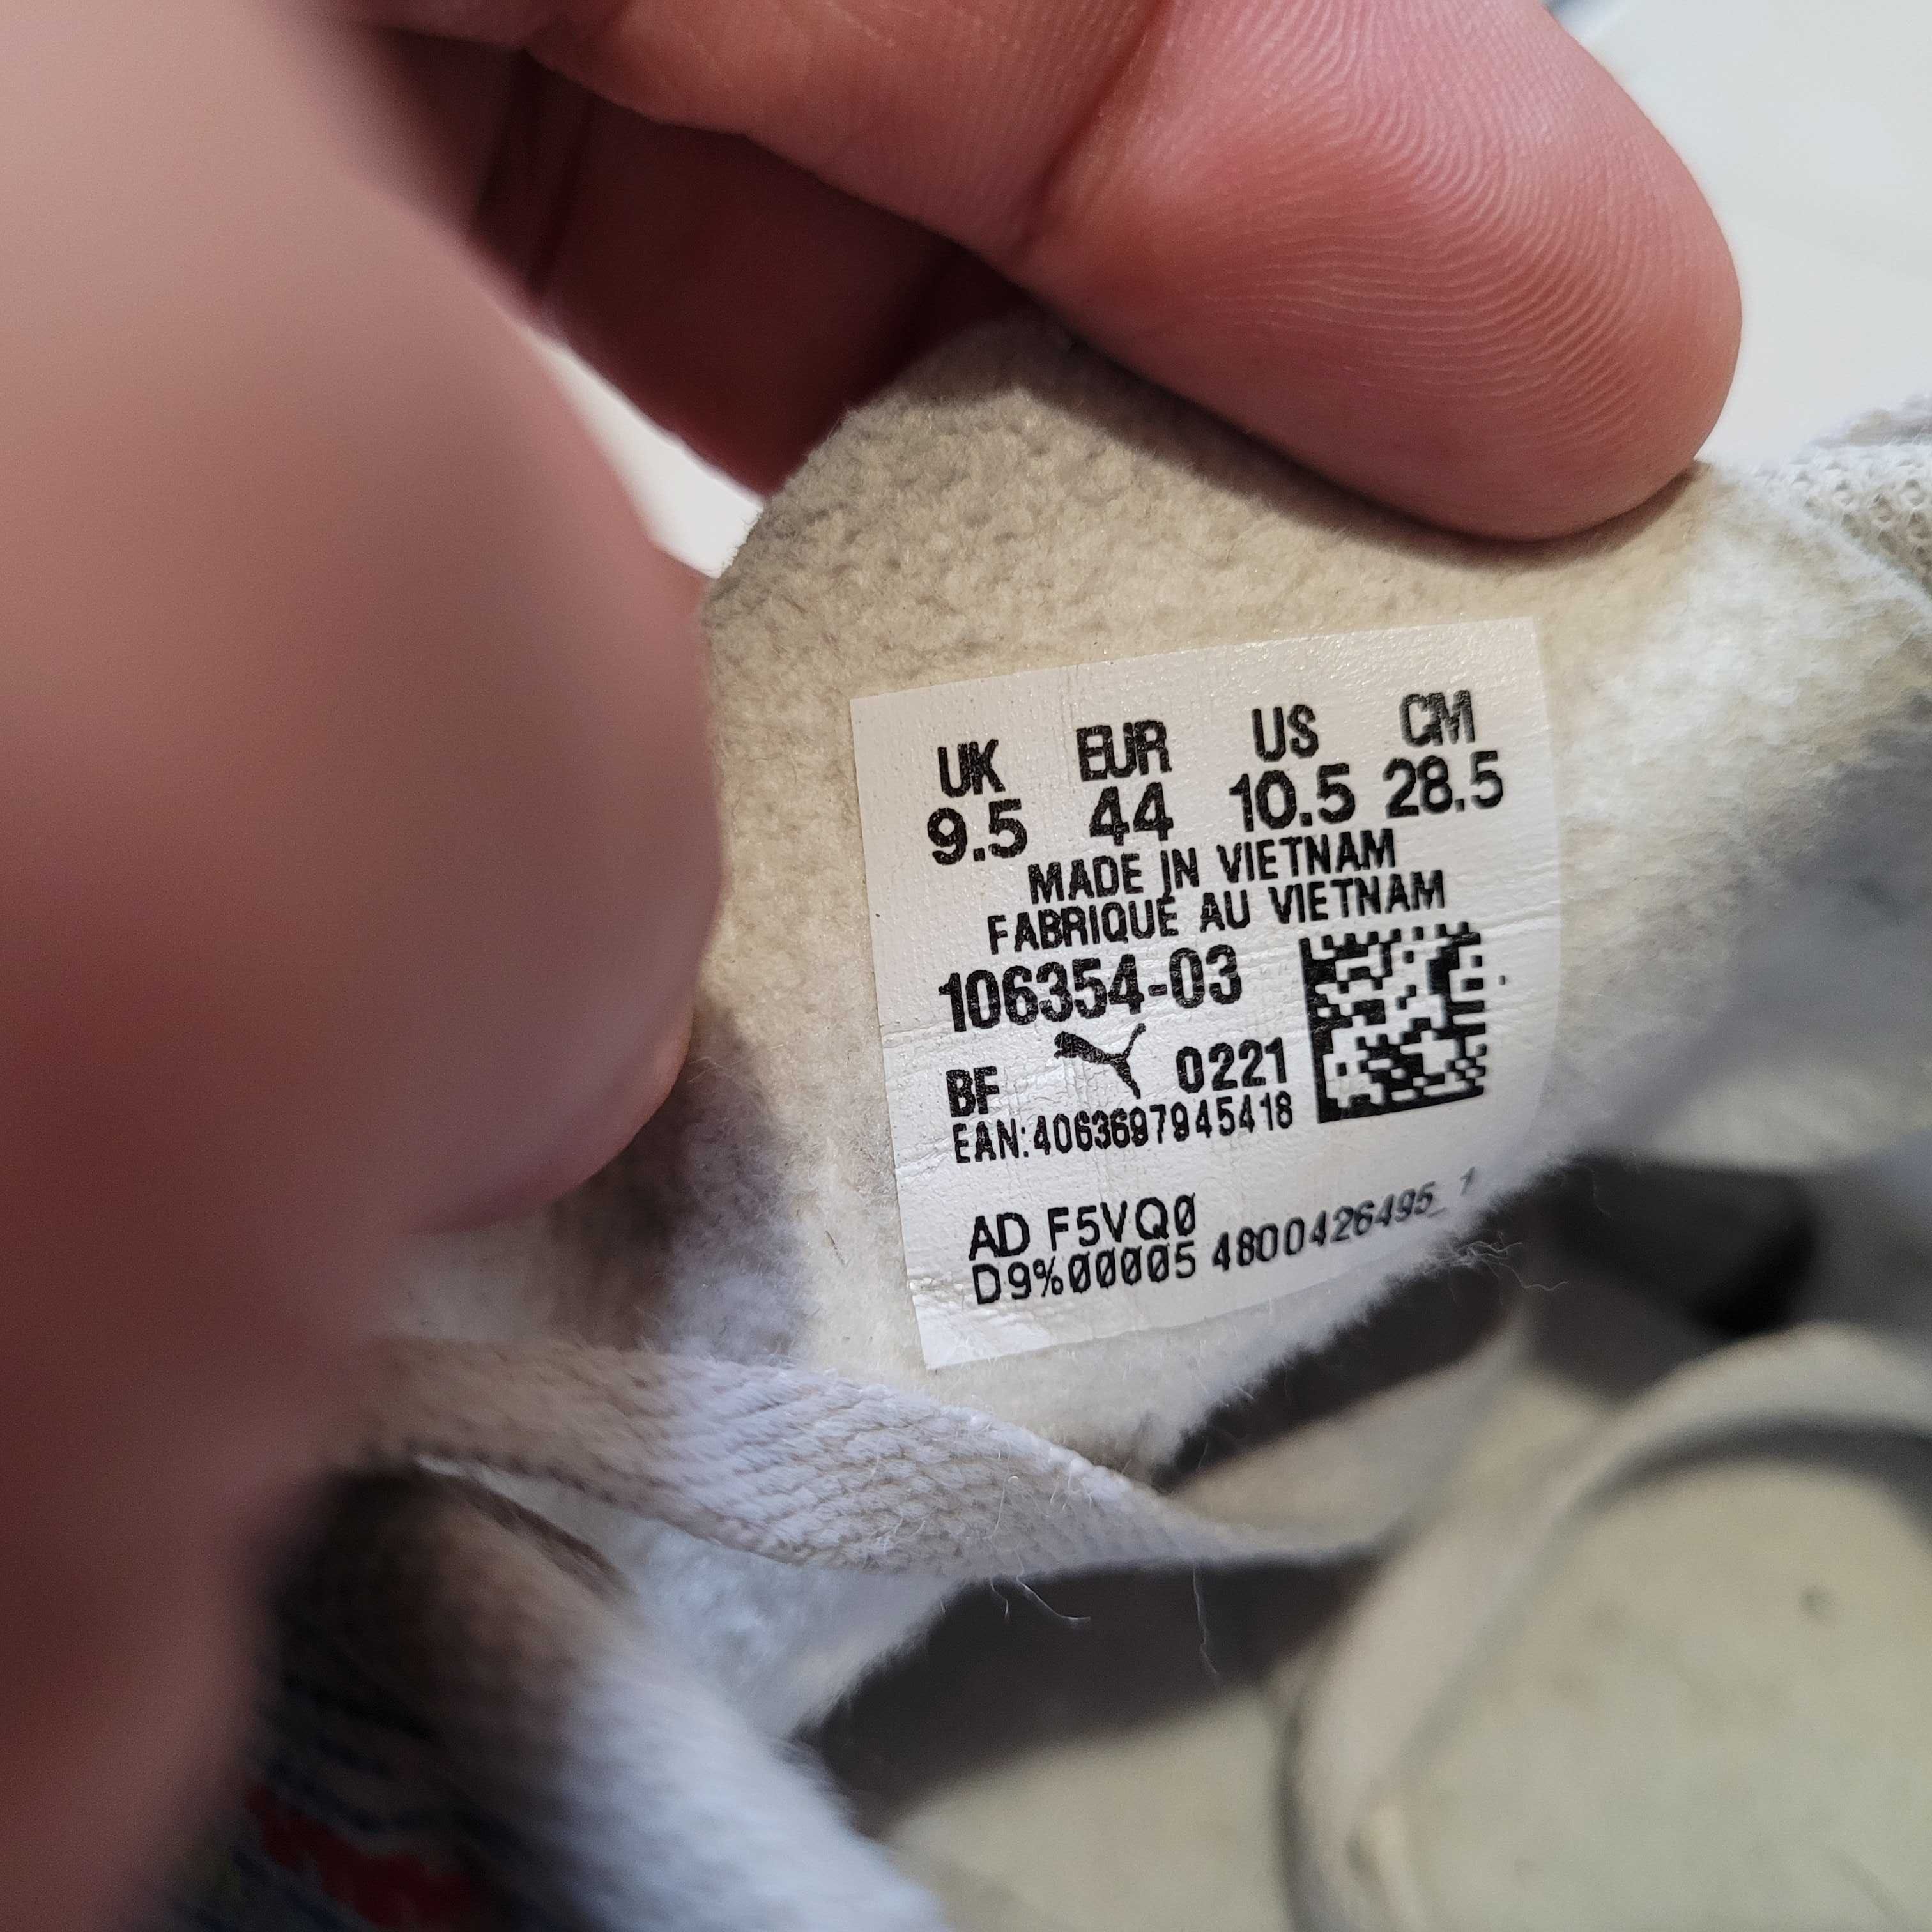 UK EUR US CM
9.5 44 10.5 28.5
MADE IN VIETNAM
FABRIQUÉ AU VIETNAM
106354-03
BF 0221
EAN:4063697945418
AD F5VQ0
D9%00005 4800426495_1